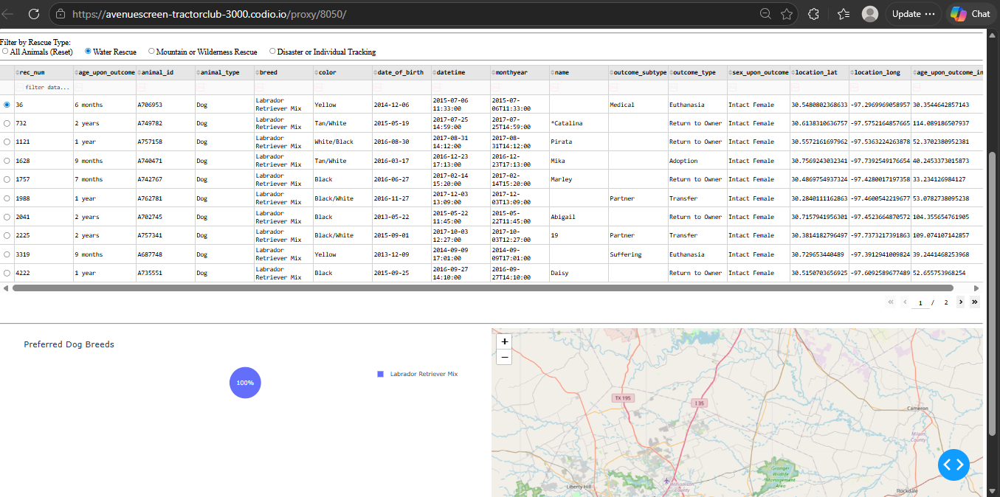 https://avenuescreen-tractorclub-3000.codio.io/proxy/8050/
Update
Chat
Filter by Rescue Type:
All Animals (Reset) Water Rescue Mountain or Wilderness Rescue Disaster or Individual Tracking
rec_num age_upon_outcome animal_id animal_type breed color date_of_birth datetime monthyear name outcome_subtype outcome_type sex_upon_outcome location_lat location_long age_upon_outcome_in
filter data...
36 6 months A706953 Dog Labrador Retriever Mix Yellow 2014-12-06 2015-07-06 11:33:00 2015-07-06T11:33:00 Medical Euthanasia Intact Female 30.5480802368633 -97.2969969058957 30.3544642857143
732 2 years A749782 Dog Labrador Retriever Mix Tan/White 2015-05-19 2017-07-25 14:59:00 2017-07-25T14:59:00 *Catalina Return to Owner Intact Female 30.6138310636757 -97.5752164857665 114.089186507937
1121 1 year A757158 Dog Labrador Retriever Mix White/Black 2016-08-30 2017-08-31 14:12:00 2017-08-31T14:12:00 Pirata Return to Owner Intact Female 30.5572161697962 -97.5363224263878 52.3702380952381
1628 9 months A740471 Dog Labrador Retriever Mix Tan/White 2016-03-17 2016-12-23 17:13:00 2016-12-23T17:13:00 Mika Adoption Intact Female 30.7569243032341 -97.7392549176654 40.2453373015873
1757 7 months A742767 Dog Labrador Retriever Mix Black 2016-06-27 2017-02-14 15:20:00 2017-02-14T15:20:00 Marley Return to Owner Intact Female 30.4869754937324 -97.4280017197358 33.234126984127
1988 1 year A762781 Dog Labrador Retriever Mix Black/White 2016-11-27 2017-12-03 13:09:00 2017-12-03T13:09:00 Partner Transfer Intact Female 30.2840111162863 -97.4600542219677 53.0782738095238
2041 2 years A702745 Dog Labrador Retriever Mix Black 2013-05-22 2015-05-22 11:45:00 2015-05-22T11:45:00 Abigail Return to Owner Intact Female 30.7157941956301 -97.4523664870572 104.355654761905
2225 2 years A757341 Dog Labrador Retriever Mix Black/White 2015-09-01 2017-10-03 12:27:00 2017-10-03T12:27:00 19 Partner Transfer Intact Female 30.3814182796497 -97.7373217391863 109.074107142857
3319 9 months A687748 Dog Labrador Retriever Mix Yellow 2013-12-09 2014-09-09 17:01:00 2014-09-09T17:01:00 Suffering Euthanasia Intact Female 30.729653440489 -97.3912941009824 39.2441468253968
4222 1 year A735551 Dog Labrador Retriever Mix Black 2015-09-25 2016-09-27 14:10:00 2016-09-27T14:10:00 Daisy Return to Owner Intact Female 30.5150703656925 -97.6092589677489 52.655753968254
1 / 2
Preferred Dog Breeds
100%
Labrador Retriever Mix
+
−
TX 195
I 35
Cameron
Milam
County
Granger
Wildlife
Management
Area
Liberty Hill
Williamson
County
Rockdale